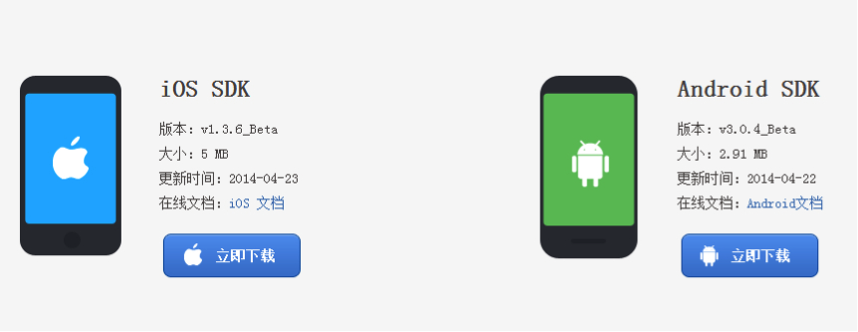 iOS SDK
版本：v1.3.6_Beta
大小：5 MB
更新时间：2014-04-23
在线文档：iOS 文档
立即下载
Android SDK
版本：v3.0.4_Beta
大小：2.91 MB
更新时间：2014-04-22
在线文档：Android文档
立即下载